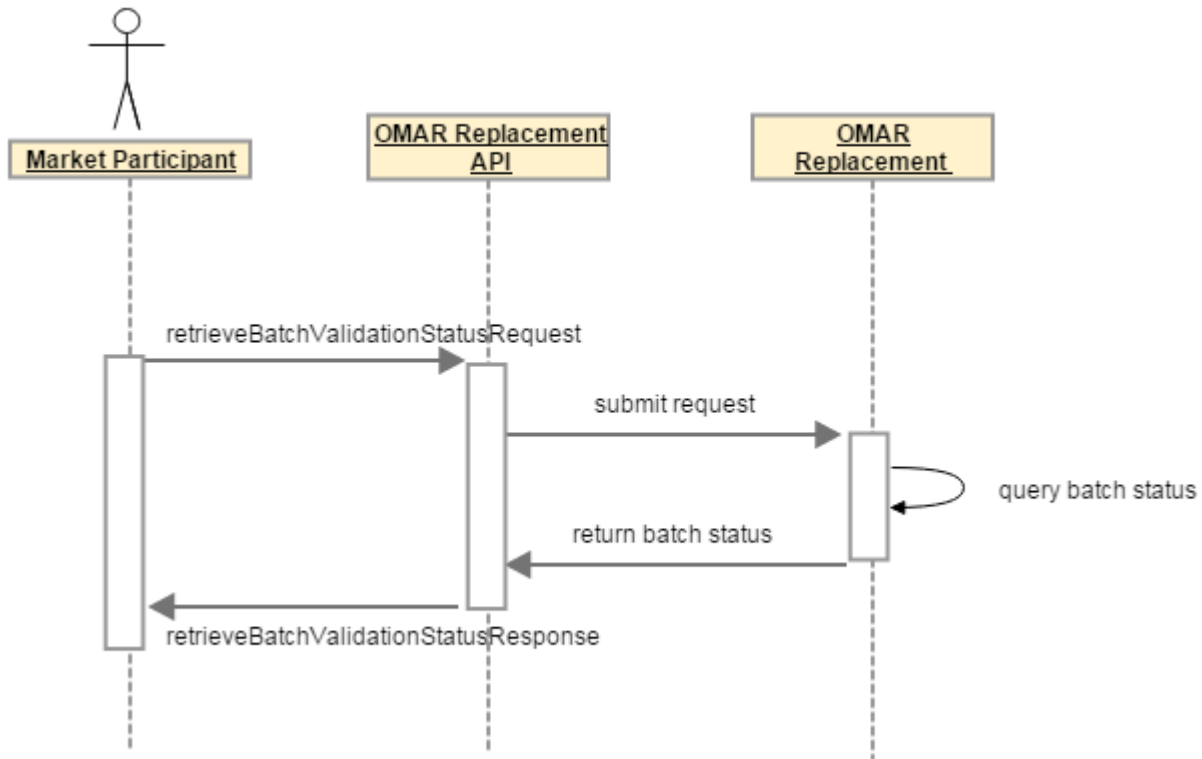 Market Participant
OMAR Replacement
API
OMAR
Replacement
retrieveBatchValidationStatusRequest
submit request
query batch status
return batch status
retrieveBatchValidationStatusResponse